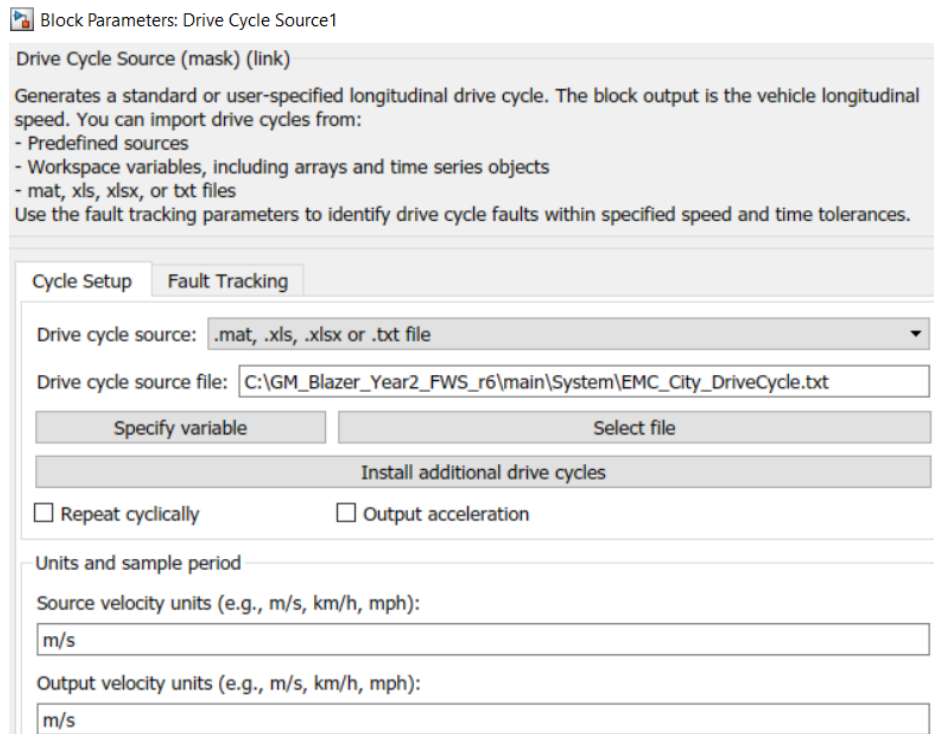 Block Parameters: Drive Cycle Source1
Drive Cycle Source (mask) (link)
Generates a standard or user-specified longitudinal drive cycle. The block output is the vehicle longitudinal
speed. You can import drive cycles from:
- Predefined sources
- Workspace variables, including arrays and time series objects
- mat, xls, xlsx, or txt files
Use the fault tracking parameters to identify drive cycle faults within specified speed and time tolerances.
Cycle Setup Fault Tracking
Drive cycle source: .mat, .xls, .xlsx or .txt file
Drive cycle source file: C:\GM_Blazer_Year2_FWS_r6\main\System\EMC_City_DriveCycle.txt
Specify variable Select file
Install additional drive cycles
Repeat cyclically Output acceleration
Units and sample period
Source velocity units (e.g., m/s, km/h, mph):
m/s
Output velocity units (e.g., m/s, km/h, mph):
m/s